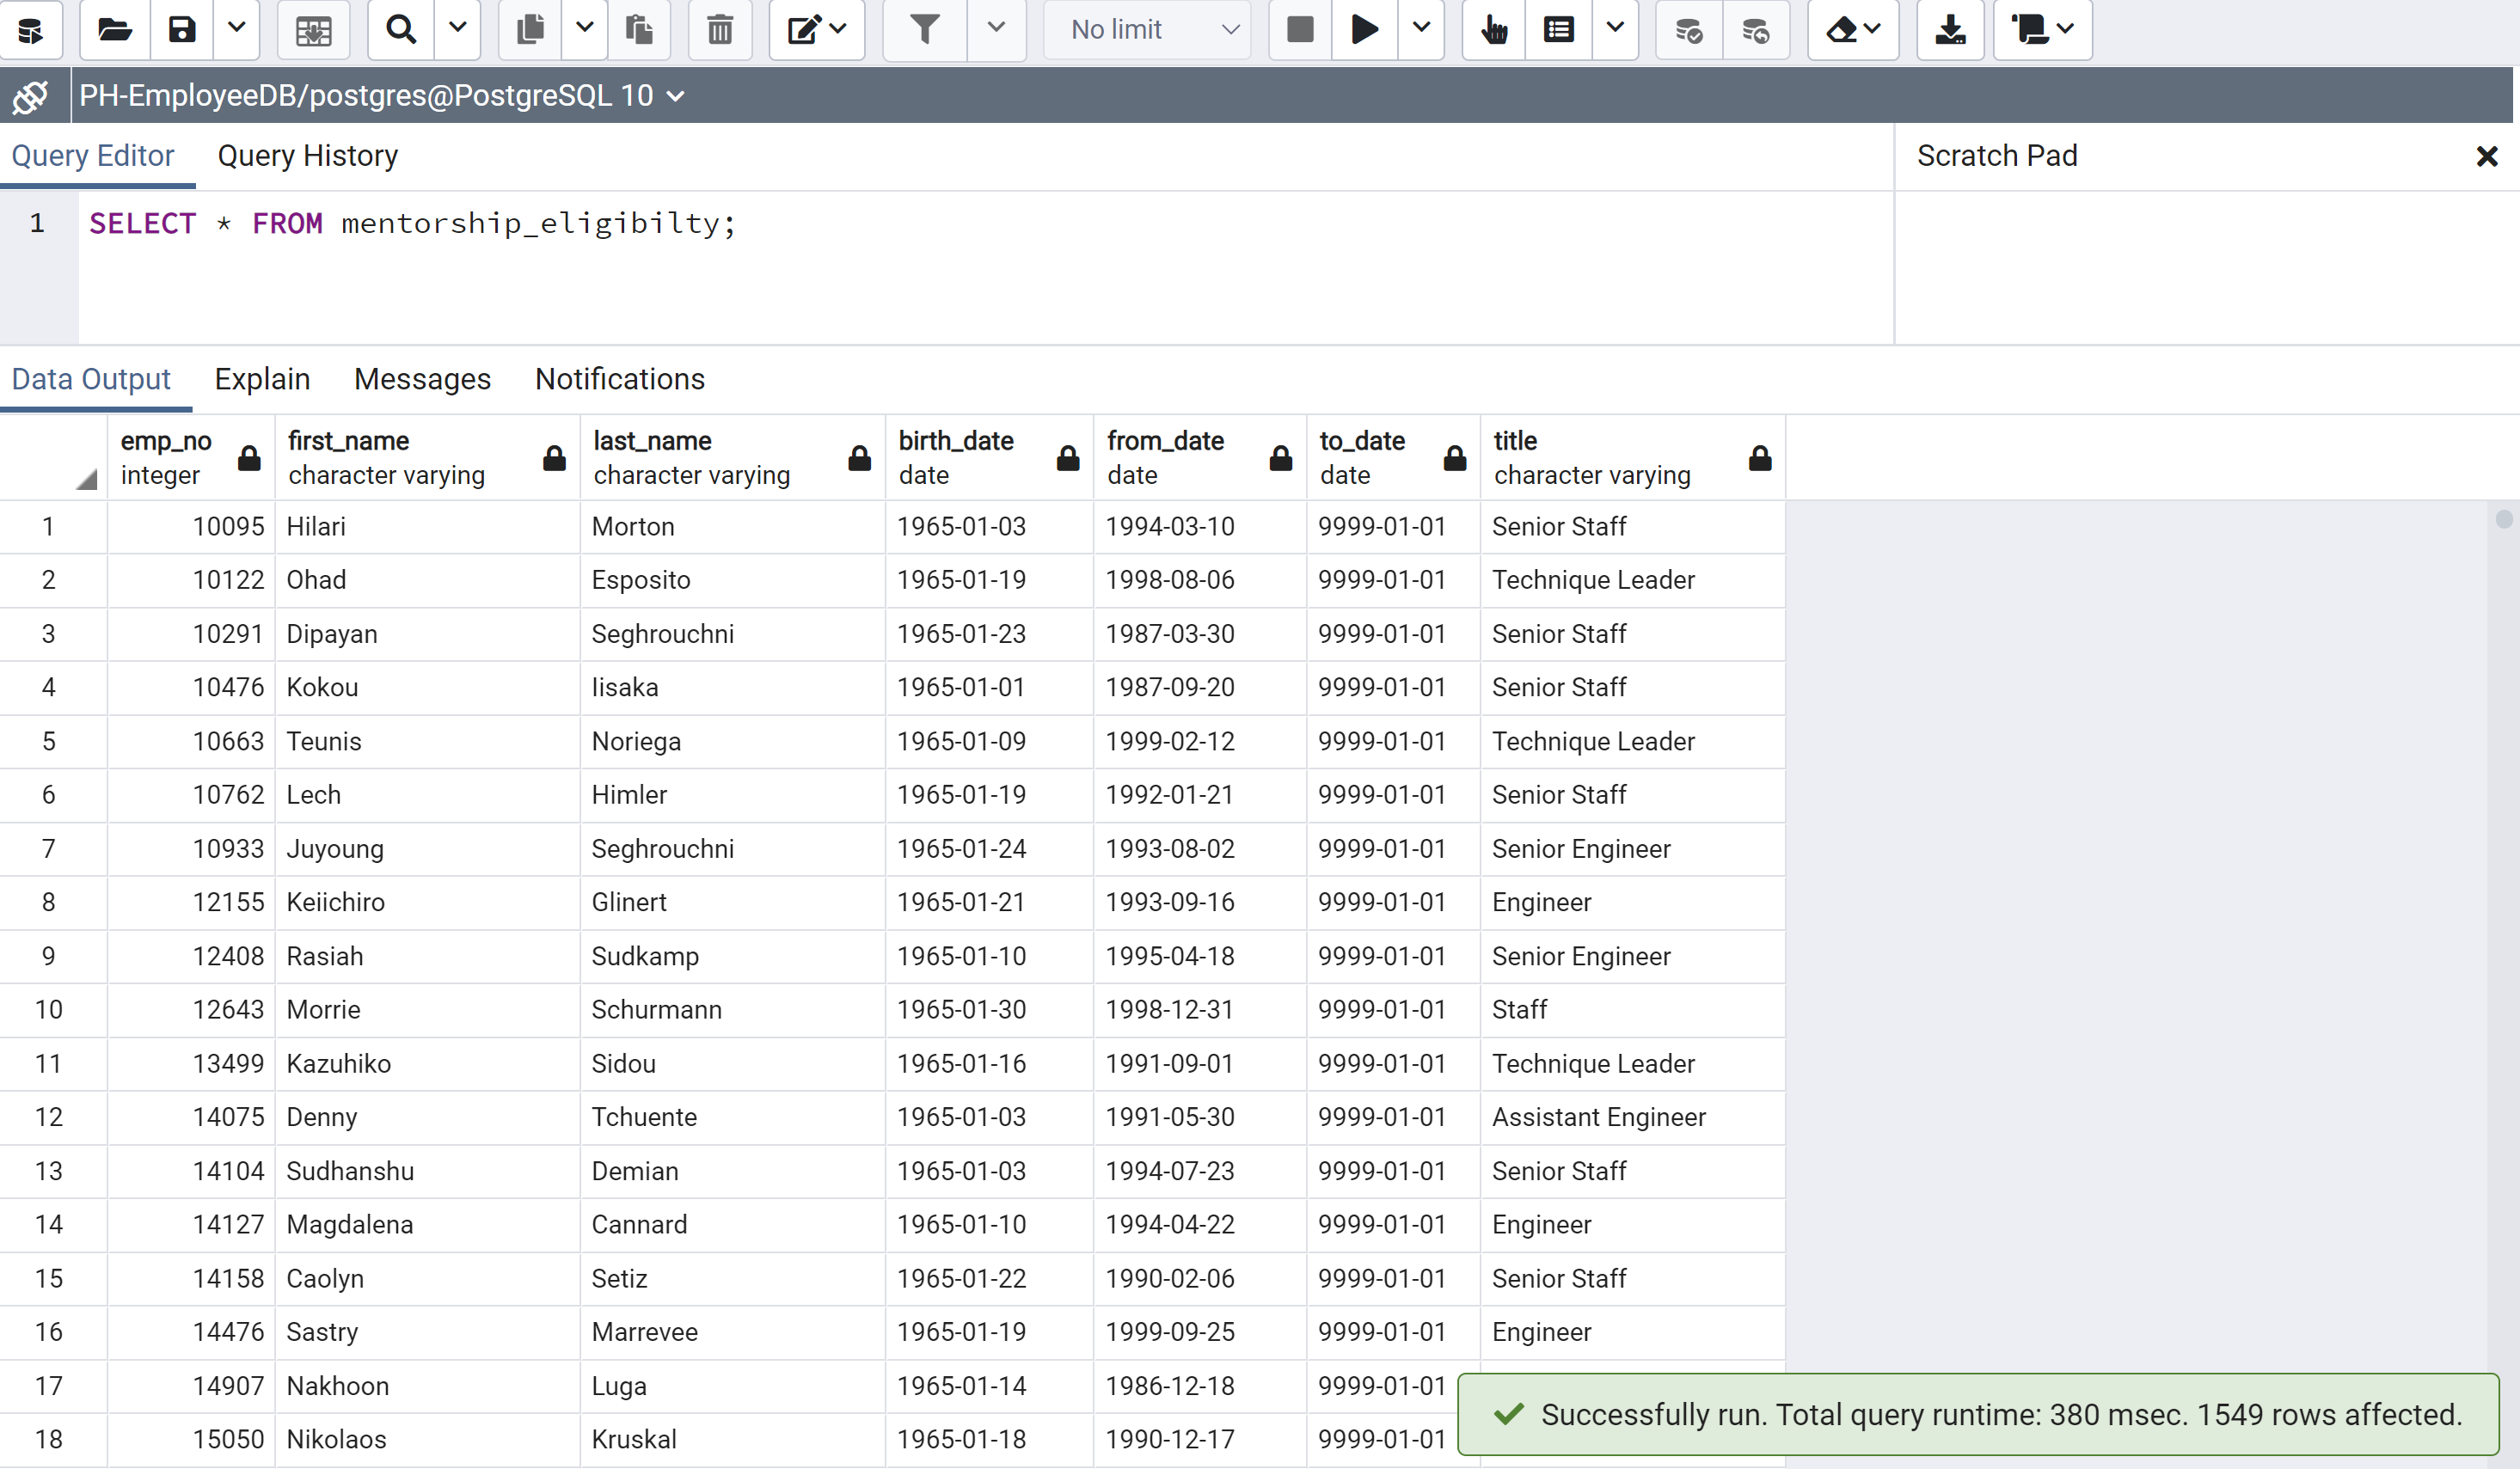 No limit
PH-EmployeeDB/postgres@PostgreSQL 10
Query Editor Query History Scratch Pad
1 SELECT * FROM mentorship_eligibilty;
Data Output Explain Messages Notifications
emp_no first_name last_name birth_date from_date to_date title
integer character varying character varying date date date character varying
1 10095 Hilari Morton 1965-01-03 1994-03-10 9999-01-01 Senior Staff
2 10122 Ohad Esposito 1965-01-19 1998-08-06 9999-01-01 Technique Leader
3 10291 Dipayan Seghrouchni 1965-01-23 1987-03-30 9999-01-01 Senior Staff
4 10476 Kokou Iisaka 1965-01-01 1987-09-20 9999-01-01 Senior Staff
5 10663 Teunis Noriega 1965-01-09 1999-02-12 9999-01-01 Technique Leader
6 10762 Lech Himler 1965-01-19 1992-01-21 9999-01-01 Senior Staff
7 10933 Juyoung Seghrouchni 1965-01-24 1993-08-02 9999-01-01 Senior Engineer
8 12155 Keiichiro Glinert 1965-01-21 1993-09-16 9999-01-01 Engineer
9 12408 Rasiah Sudkamp 1965-01-10 1995-04-18 9999-01-01 Senior Engineer
10 12643 Morrie Schurmann 1965-01-30 1998-12-31 9999-01-01 Staff
11 13499 Kazuhiko Sidou 1965-01-16 1991-09-01 9999-01-01 Technique Leader
12 14075 Denny Tchuente 1965-01-03 1991-05-30 9999-01-01 Assistant Engineer
13 14104 Sudhanshu Demian 1965-01-03 1994-07-23 9999-01-01 Senior Staff
14 14127 Magdalena Cannard 1965-01-10 1994-04-22 9999-01-01 Engineer
15 14158 Caolyn Setiz 1965-01-22 1990-02-06 9999-01-01 Senior Staff
16 14476 Sastry Marrevee 1965-01-19 1999-09-25 9999-01-01 Engineer
17 14907 Nakhoon Luga 1965-01-14 1986-12-18 9999-01-01
Successfully run. Total query runtime: 380 msec. 1549 rows affected.
18 15050 Nikolaos Kruskal 1965-01-18 1990-12-17 9999-01-01